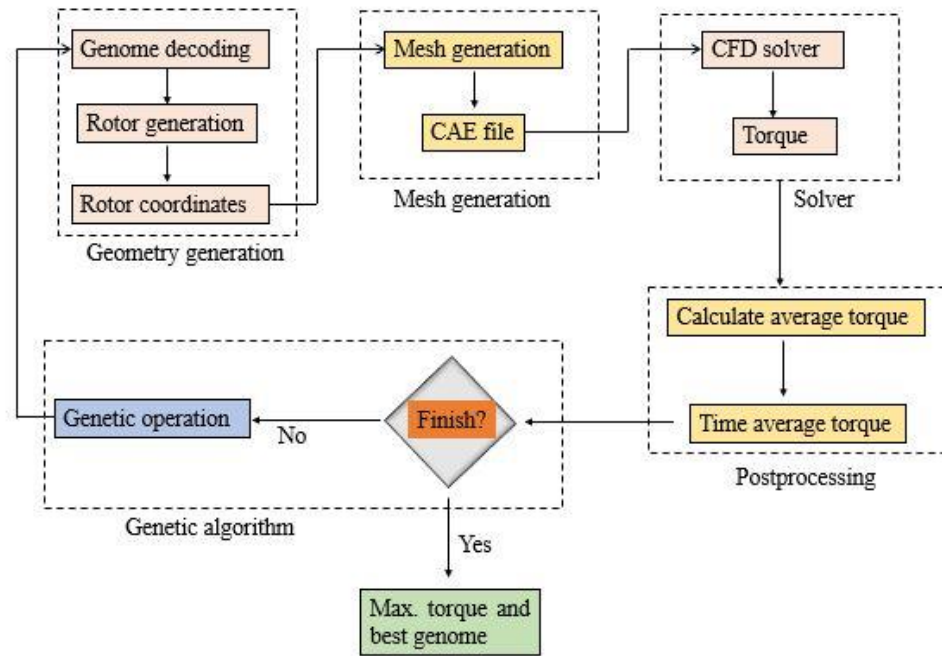 Genome decoding
Rotor generation
Rotor coordinates
Geometry generation
Mesh generation
CAE file
Mesh generation
CFD solver
Torque
Solver
Calculate average torque
Time average torque
Postprocessing
Finish?
No
Genetic operation
Genetic algorithm
Yes
Max. torque and
best genome